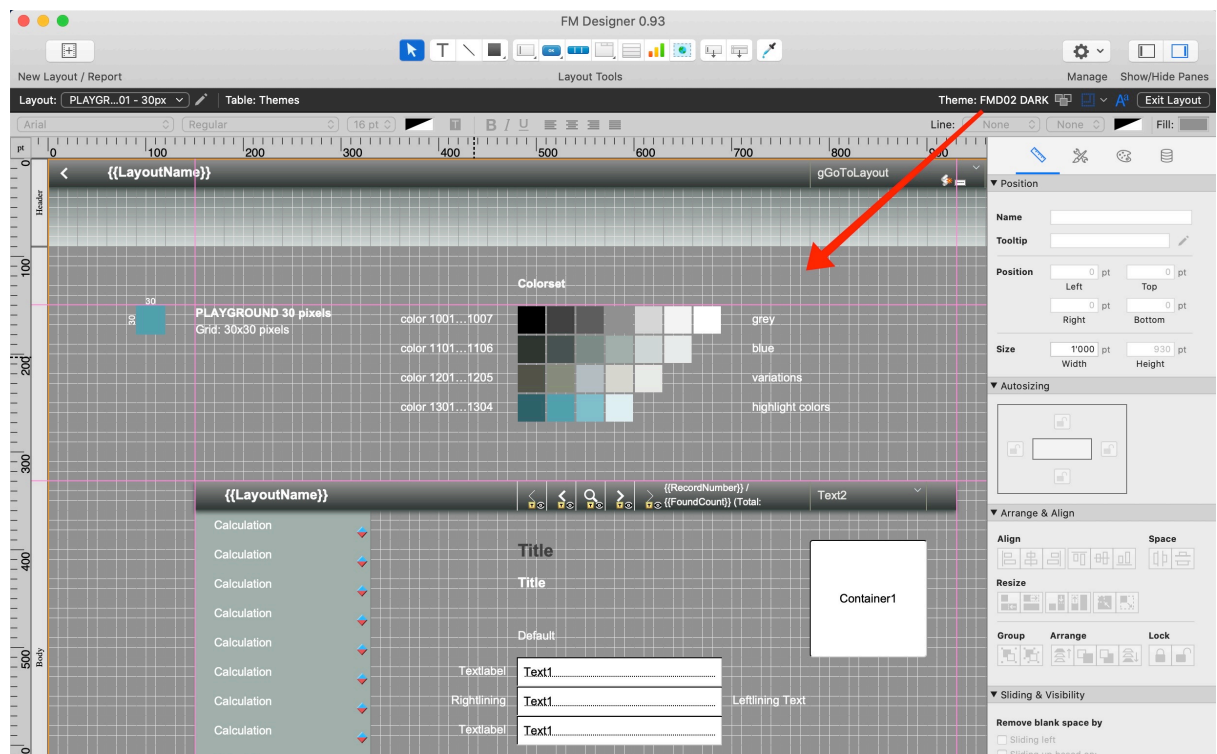 FM Designer 0.93
New Layout / Report
Layout Tools
Manage
Show/Hide Panes
Layout: PLAYGR...01 - 30px
Table: Themes
Theme: FMD02 DARK
Exit Layout
Arial
Regular
16 pt
B I U
Line: None None
Fill:
pt
0 100 200 300 400 500 600 700 800 900
Header
{{LayoutName}}
gGoToLayout
Position
Name
Tooltip
Position
0 pt 0 pt
Left Top
0 pt 0 pt
Right Bottom
Size
1'000 pt 930 pt
Width Height
Autosizing
0
100
200
300
400
500
Colorset
30
30
PLAYGROUND 30 pixels
Grid: 30x30 pixels
color 1001...1007
grey
color 1101...1106
blue
color 1201...1205
variations
color 1301...1304
highlight colors
{{LayoutName}}
{{RecordNumber}} /
{{FoundCount}} (Total:
Text2
Body
Calculation
Calculation
Calculation
Calculation
Calculation
Calculation
Calculation
Calculation
Title
Title
Default
Container1
Textlabel
Text1
Rightlining
Text1
Leftlining Text
Textlabel
Text1
Arrange & Align
Align
Space
Resize
Group
Arrange
Lock
Sliding & Visibility
Remove blank space by
Sliding left